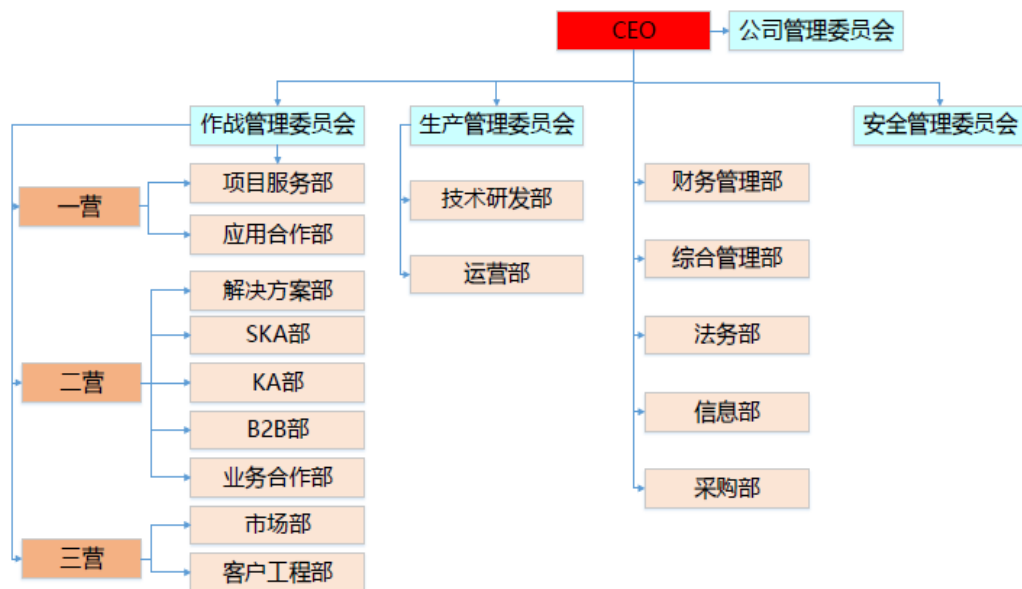 CEO
公司管理委员会
作战管理委员会
生产管理委员会
安全管理委员会
一营
项目服务部
应用合作部
二营
解决方案部
SKA部
KA部
B2B部
业务合作部
三营
市场部
客户工程部
技术研发部
运营部
财务管理部
综合管理部
法务部
信息部
采购部